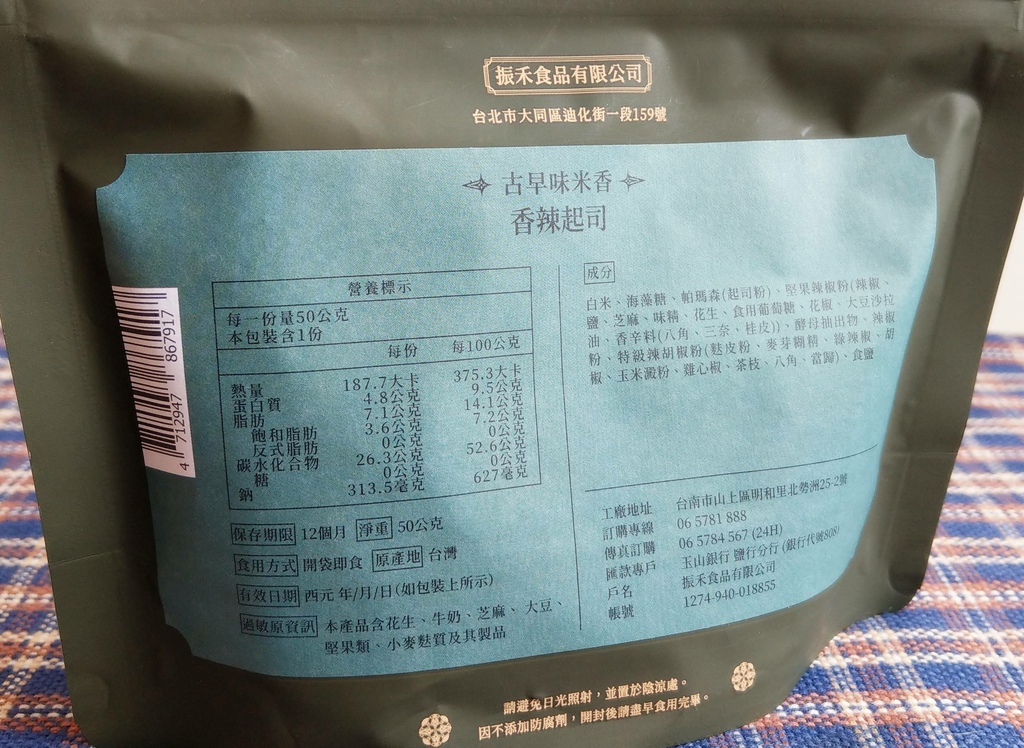 振禾食品有限公司
台北市大同區迪化街一段159號
古早味米香
香辣起司
營養標示
每一份量50公克
本包裝含1份
每份 每100公克
熱量 187.7大卡 375.3大卡
蛋白質 4.8公克 9.5公克
脂肪 7.1公克 14.1公克
飽和脂肪 3.6公克 7.2公克
反式脂肪 0公克 0公克
碳水化合物 26.3公克 52.6公克
糖 0公克 0公克
鈉 313.5毫克 627毫克
保存期限 12個月 淨重 50公克
食用方式 開袋即食 原產地 台灣
有效日期 西元 年/月/日(如包裝上所示)
過敏原資訊 本產品含花生、牛奶、芝麻、大豆、
堅果類、小麥麩質及其製品
成分
白米、海藻糖、帕瑪森(起司粉)、堅果辣椒粉(辣椒、
鹽、芝麻、味精、花生、食用葡萄糖、花椒、大豆沙拉
油、香辛料(八角、三奈、桂皮))、酵母抽出物、辣椒
粉、特級辣胡椒粉(麩皮粉、麥芽糊精、綠辣椒、胡
椒、玉米澱粉、雞心椒、茶枝、八角、當歸)、食鹽
工廠地址 台南市山上區明和里北勢洲25-2號
訂購專線 06 5781 888
傳真訂購 06 5784 567 (24H)
匯款專戶 玉山銀行 鹽行分行 (銀行代號808)
戶名 振禾食品有限公司
帳號 1274-940-018855
4 712947 867917
請避免日光照射，並置於陰涼處。
因不添加防腐劑，開封後請盡早食用完畢。